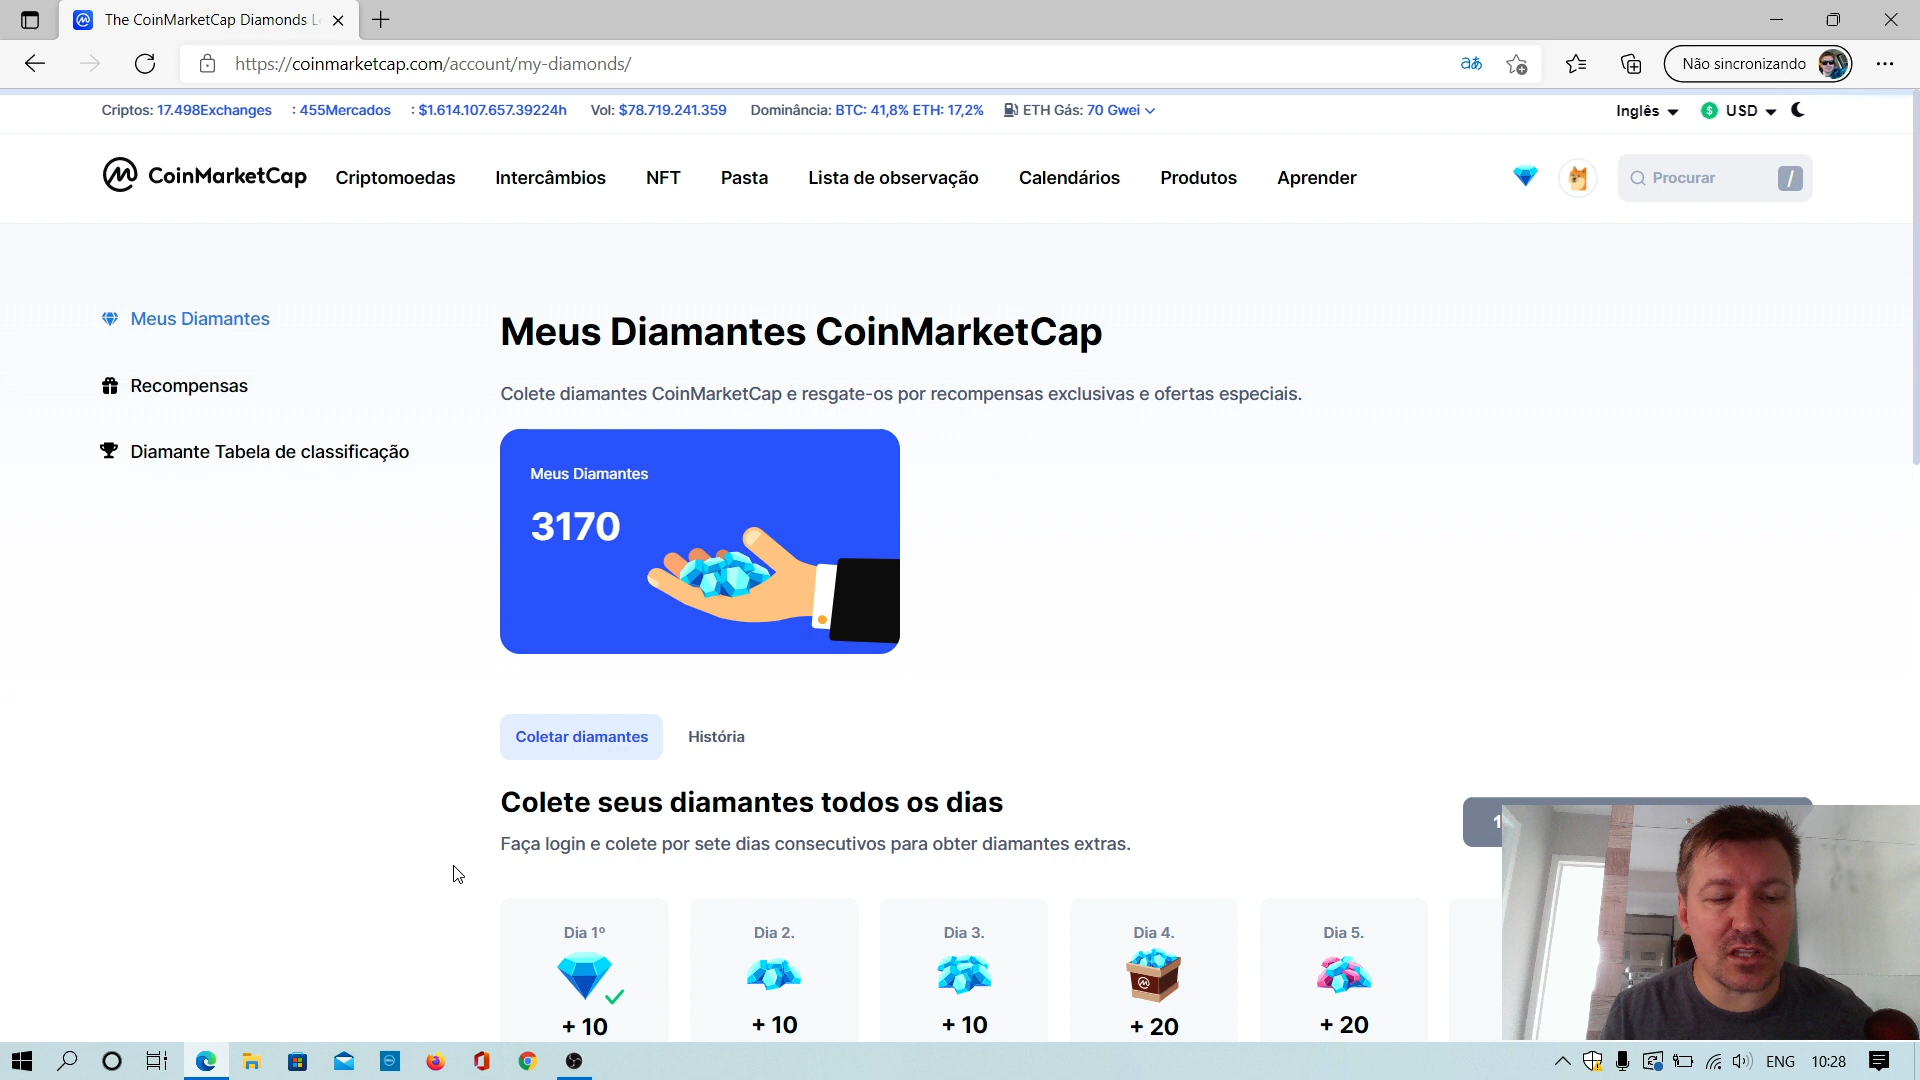 The CoinMarketCap Diamonds L
https://coinmarketcap.com/account/my-diamonds/
aあ
Não sincronizando
Criptos: 17.498Exchanges : 455Mercados : $1.614.107.657.39224h Vol: $78.719.241.359 Dominância: BTC: 41,8% ETH: 17,2% ETH Gás: 70 Gwei
Inglês
$ USD
CoinMarketCap
Criptomoedas Intercâmbios NFT Pasta Lista de observação Calendários Produtos Aprender
Procurar /
Meus Diamantes
Recompensas
Diamante Tabela de classificação
Meus Diamantes CoinMarketCap
Colete diamantes CoinMarketCap e resgate-os por recompensas exclusivas e ofertas especiais.
Meus Diamantes
3170
Coletar diamantes História
Colete seus diamantes todos os dias
Faça login e colete por sete dias consecutivos para obter diamantes extras.
Dia 1º Dia 2. Dia 3. Dia 4. Dia 5.
+ 10 + 10 + 10 + 20 + 20
ENG 10:28